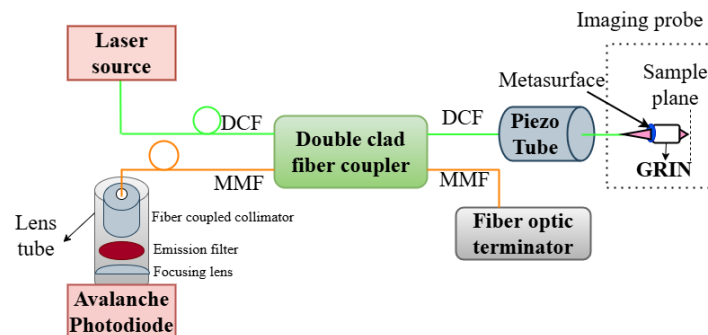 Laser
source
DCF
MMF
Double clad
fiber coupler
DCF
MMF
Piezo
Tube
Imaging probe
Metasurface
Sample
plane
GRIN
Fiber optic
terminator
Lens
tube
Fiber coupled collimator
Emission filter
Focusing lens
Avalanche
Photodiode